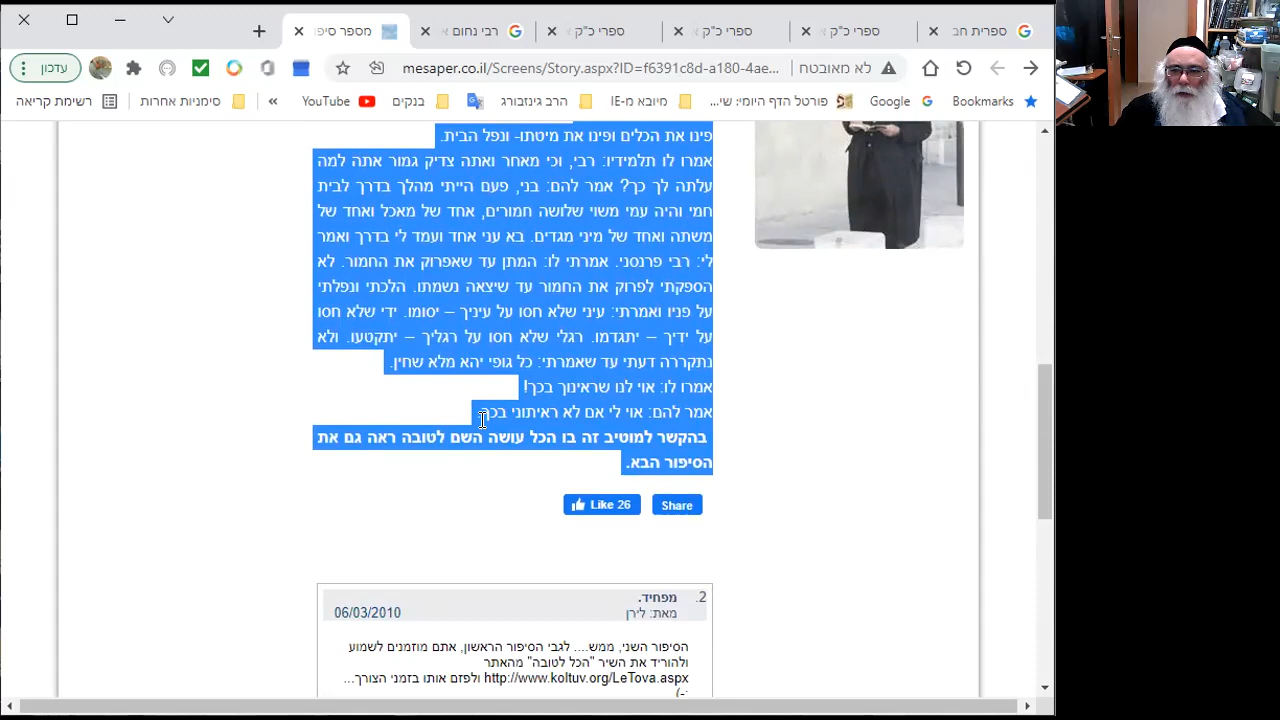 מספר סיפו
רבי נחום
ספרי כ"ק
ספרי כ"ק
ספרי כ"ק
ספרית חב
עדכון
mesaper.co.il/Screens/Story.aspx?ID=f6391c8d-a180-4ae...
לא מאובטח
רשימת קריאה
סימניות אחרות
«
YouTube
בנקים
הרב גינזבורג
מיובא מ-IE
פורטל הדף היומי: שי...
Google
Bookmarks
פינו את הכלים ופינו את מיטתו- ונפל הבית.
אמרו לו תלמידיו: רבי, וכי מאחר ואתה צדיק גמור אתה למה
עלתה לך כך? אמר להם: בני, פעם הייתי מהלך בדרך לבית
חמי והיה עמי משוי שלושה חמורים, אחד של מאכל ואחד של
משתה ואחד של מיני מגדים. בא עני אחד ועמד לי בדרך ואמר
לי: רבי פרנסני. אמרתי לו: המתן עד שאפרוק את החמור. לא
הספקתי לפרוק את החמור עד שיצאה נשמתו. הלכתי ונפלתי
על פניו ואמרתי: עיני שלא חסו על עיניך – יסומו. ידי שלא חסו
על ידיך – יתגדמו. רגלי שלא חסו על רגליך – יתקטעו. ולא
נתקררה דעתי עד שאמרתי: כל גופי יהא מלא שחין.
אמרו לו: אוי לנו שראינוך בכך!
אמר להם: אוי לי אם לא ראיתוני בכך.
בהקשר למוטיב זה בו הכל עושה השם לטובה ראה גם את
הסיפור הבא.
Like 26
Share
2. מפחיד.
מאת: לירן
06/03/2010
הסיפור השני, ממש.... לגבי הסיפור הראשון, אתם מוזמנים לשמוע
ולהוריד את השיר "הכל לטובה" מהאתר
http://www.koltuv.org/LeTova.aspx ולפזם אותו בזמני הצורך...
:-)